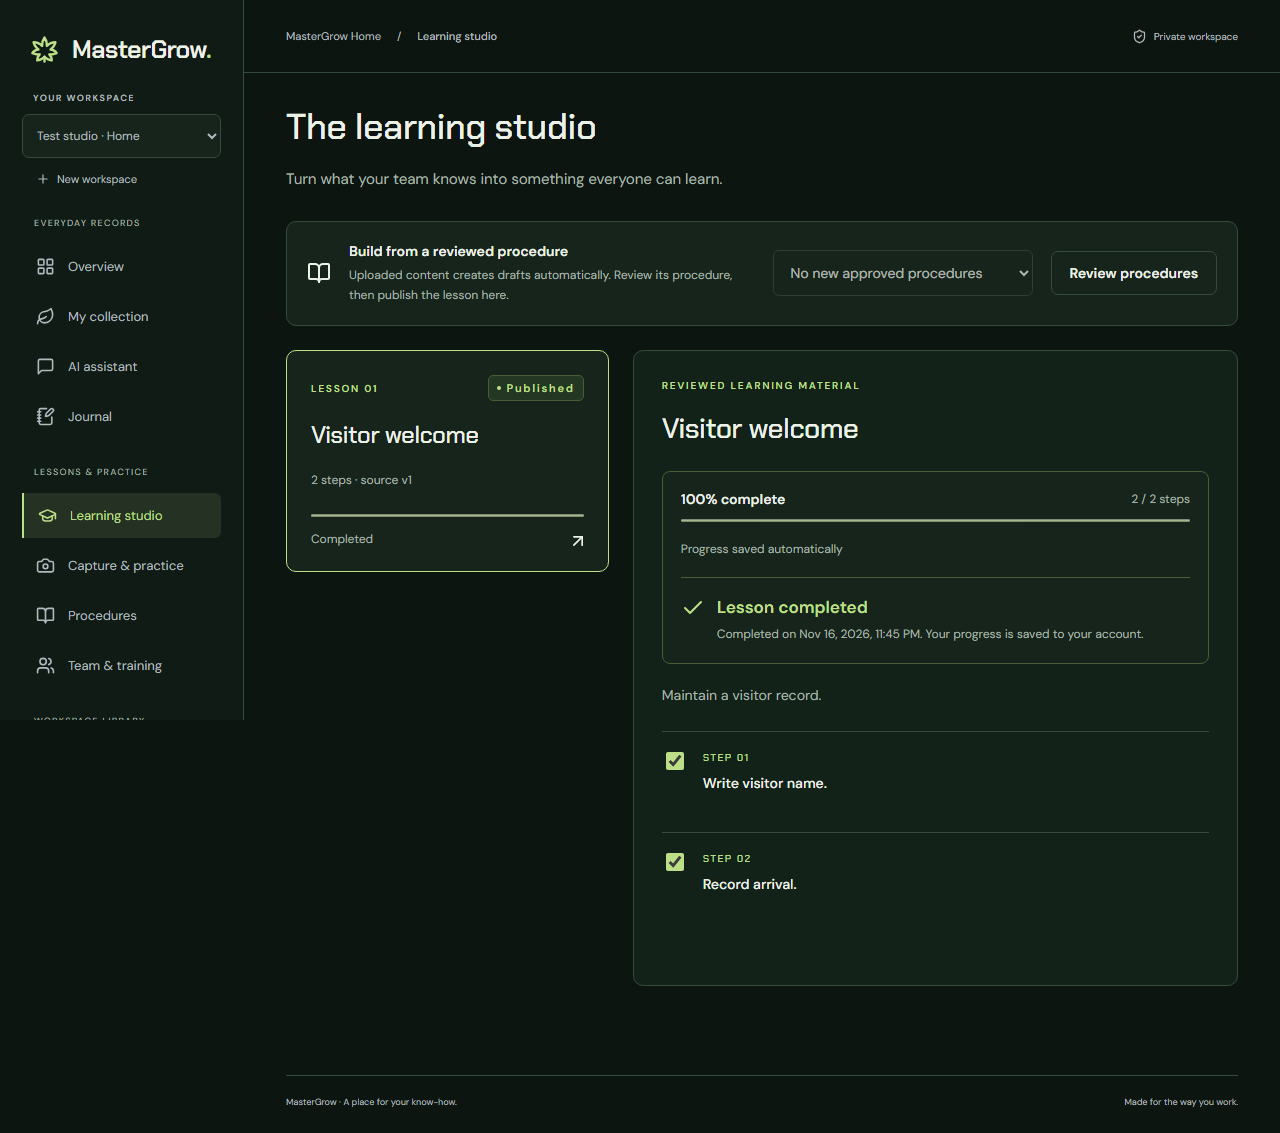 MasterGrow.
YOUR WORKSPACE
Test studio · Home
New workspace
EVERYDAY RECORDS
Overview
My collection
AI assistant
Journal
LESSONS & PRACTICE
Learning studio
Capture & practice
Procedures
Team & training
WORKSPACE LIBRARY
MasterGrow Home / Learning studio
Private workspace
The learning studio
Turn what your team knows into something everyone can learn.
Build from a reviewed procedure
Uploaded content creates drafts automatically. Review its procedure,
then publish the lesson here.
No new approved procedures
Review procedures
LESSON 01
Published
Visitor welcome
2 steps · source v1
Completed
REVIEWED LEARNING MATERIAL
Visitor welcome
100% complete
2 / 2 steps
Progress saved automatically
Lesson completed
Completed on Nov 16, 2026, 11:45 PM. Your progress is saved to your account.
Maintain a visitor record.
STEP 01
Write visitor name.
STEP 02
Record arrival.
MasterGrow · A place for your know-how.
Made for the way you work.